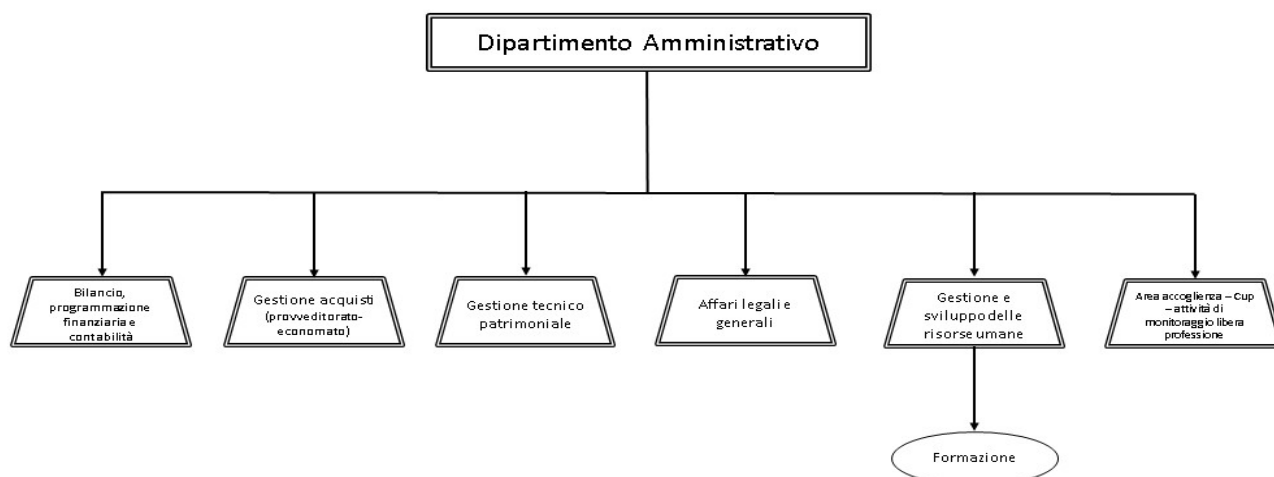 Dipartimento Amministrativo
Bilancio,
programmazione
finanziaria e
contabilità
Gestione acquisti
(provveditorato-
economato)
Gestione tecnico
patrimoniale
Affari legali e
generali
Gestione e
sviluppo delle
risorse umane
Area accoglienza – Cup
– attività di
monitoraggio libera
professione
Formazione